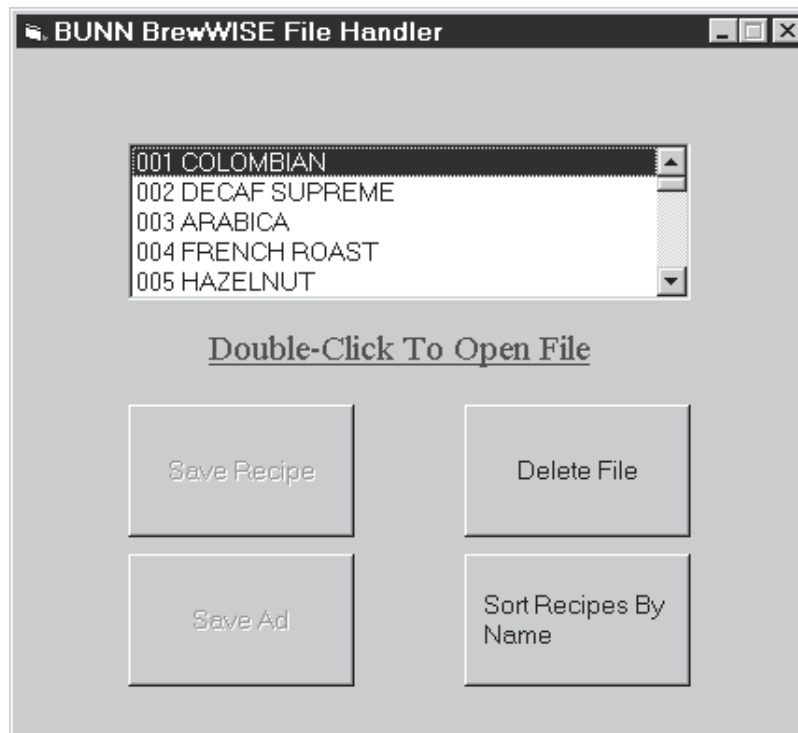 BUNN BrewWISE File Handler
001 COLOMBIAN
002 DECAF SUPREME
003 ARABICA
004 FRENCH ROAST
005 HAZELNUT
Double-Click To Open File
Save Recipe
Delete File
Save Ad
Sort Recipes By
Name